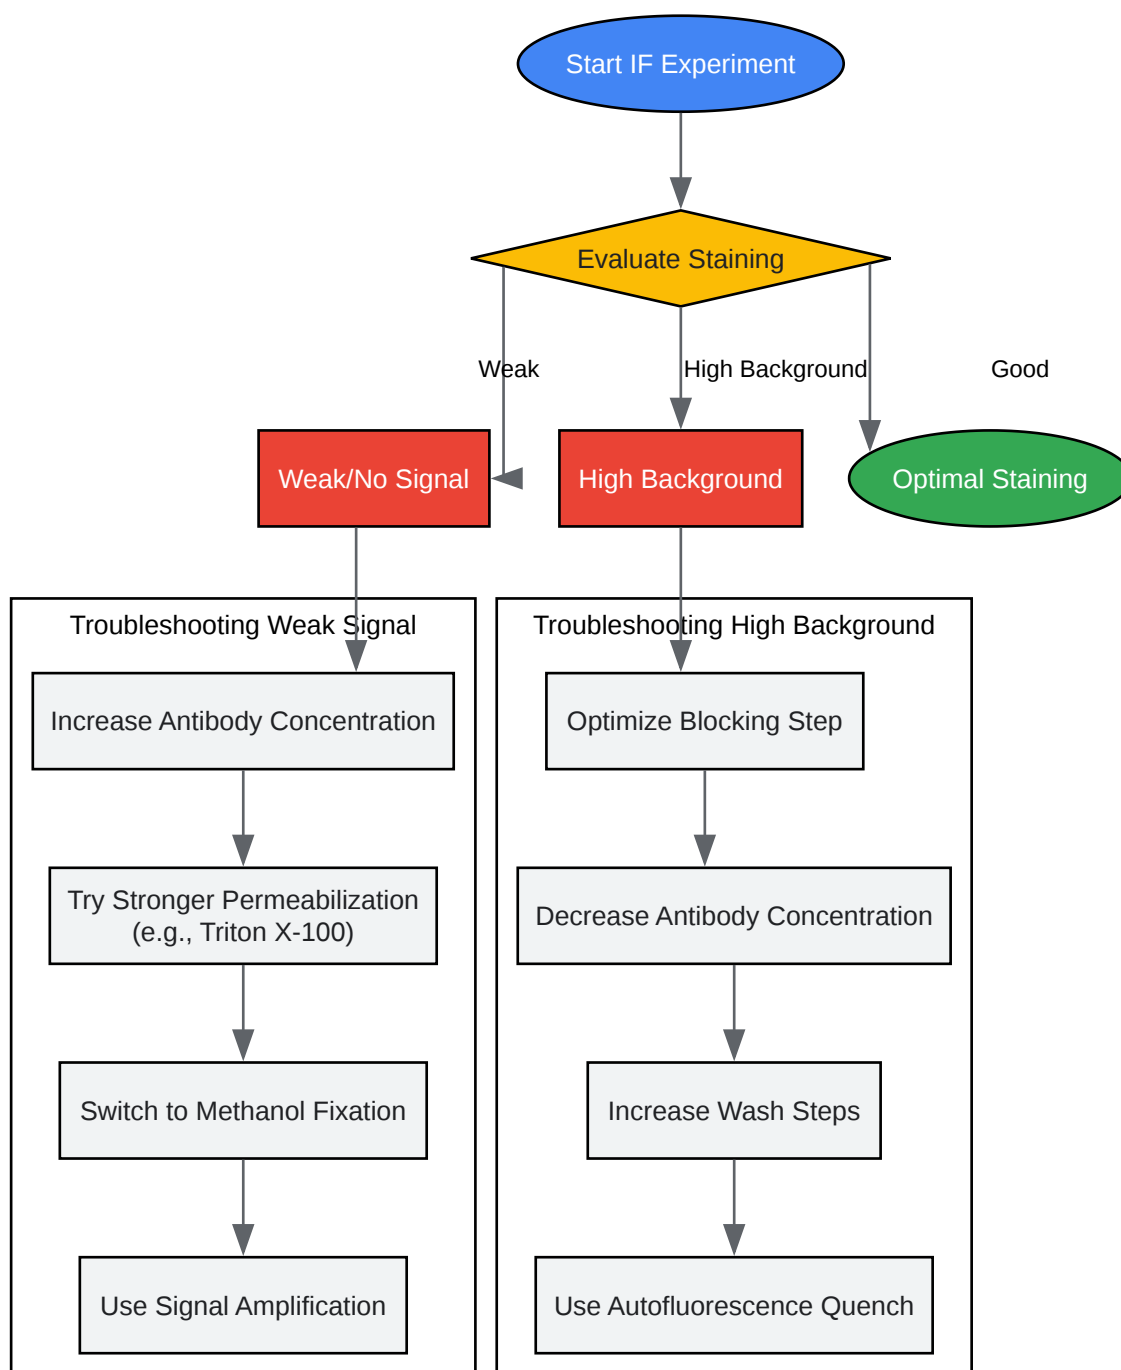 Start IF Experiment
Evaluate Staining
Weak
High Background
Good
Weak/No Signal
High Background
Optimal Staining
Troubleshooting Weak Signal
Increase Antibody Concentration
Try Stronger Permeabilization
(e.g., Triton X-100)
Switch to Methanol Fixation
Use Signal Amplification
Troubleshooting High Background
Optimize Blocking Step
Decrease Antibody Concentration
Increase Wash Steps
Use Autofluorescence Quench